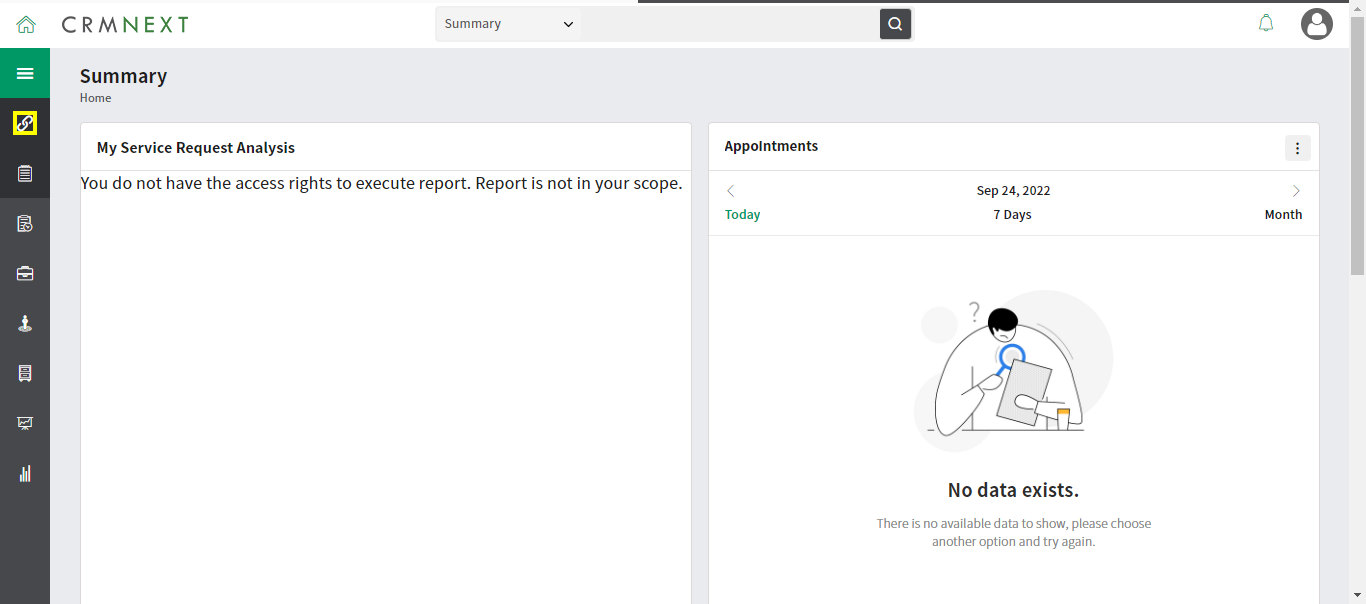 CRMNEXT
Summary
Summary
Home
My Service Request Analysis
You do not have the access rights to execute report. Report is not in your scope.
Appointments
Sep 24, 2022
Today
7 Days
Month
?
No data exists.
There is no available data to show, please choose
another option and try again.